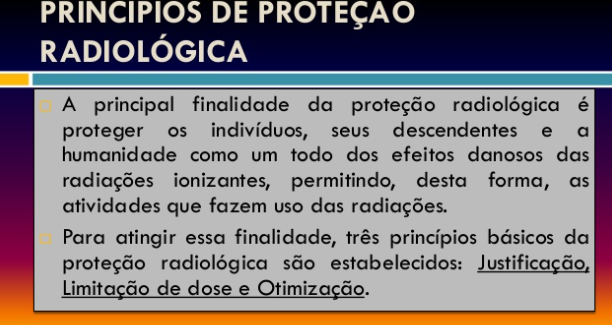 PRINCÍPIOS DE PROTEÇÃO
RADIOLÓGICA
A principal finalidade da proteção radiológica é
proteger os indivíduos, seus descendentes e a
humanidade como um todo dos efeitos danosos das
radiações ionizantes, permitindo, desta forma, as
atividades que fazem uso das radiações.
Para atingir essa finalidade, três princípios básicos da
proteção radiológica são estabelecidos: Justificação,
Limitação de dose e Otimização.